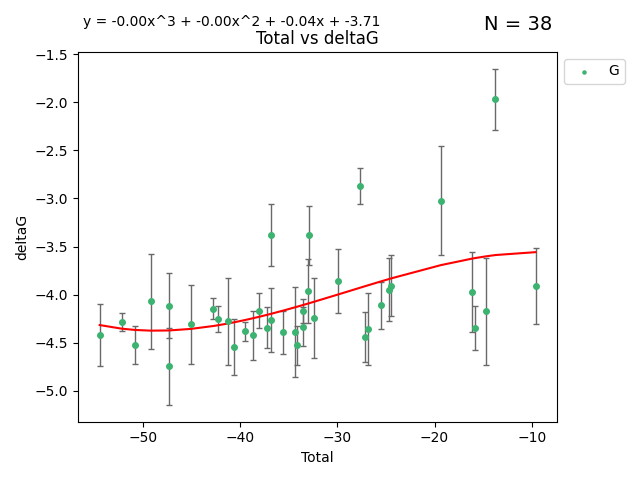 y = -0.00x^3 + -0.00x^2 + -0.04x + -3.71
N = 38
Total vs deltaG
G
deltaG
−1.5
−2.0
−2.5
−3.0
−3.5
−4.0
−4.5
−5.0
−50
−40
−30
−20
−10
Total